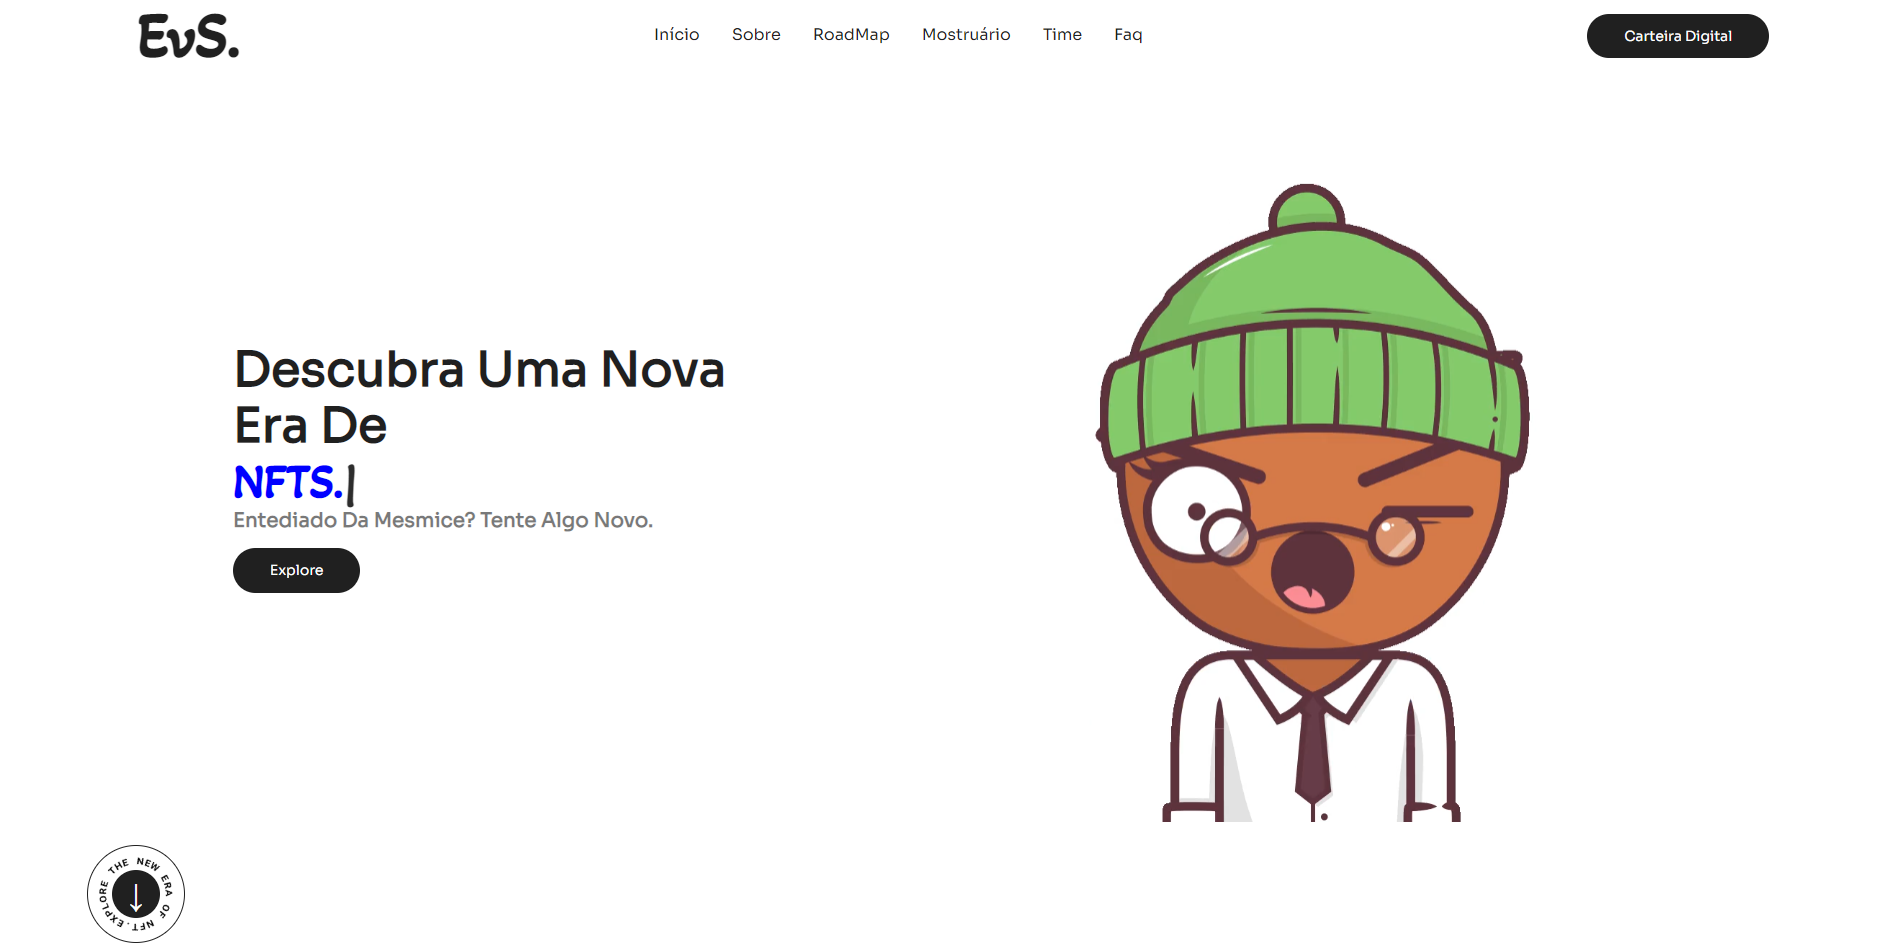 EvS.
Início Sobre RoadMap Mostruário Time Faq
Carteira Digital
Descubra Uma Nova
Era De
NFTS.|
Entediado Da Mesmice? Tente Algo Novo.
Explore
EXPLORE THE NEW ERA OF NFT.